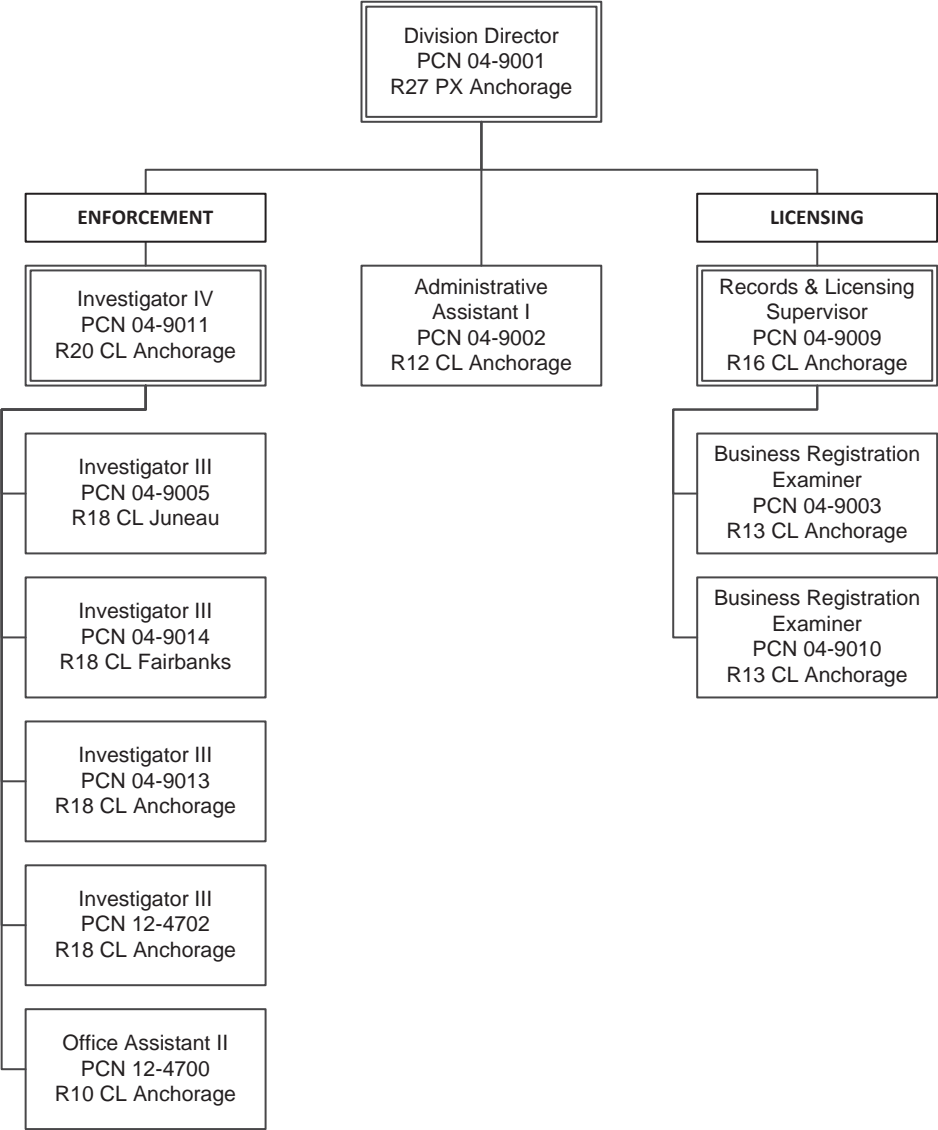 Division Director
PCN 04-9001
R27 PX Anchorage
ENFORCEMENT
LICENSING
Investigator IV
PCN 04-9011
R20 CL Anchorage
Administrative
Assistant I
PCN 04-9002
R12 CL Anchorage
Records & Licensing
Supervisor
PCN 04-9009
R16 CL Anchorage
Investigator III
PCN 04-9005
R18 CL Juneau
Business Registration
Examiner
PCN 04-9003
R13 CL Anchorage
Investigator III
PCN 04-9014
R18 CL Fairbanks
Business Registration
Examiner
PCN 04-9010
R13 CL Anchorage
Investigator III
PCN 04-9013
R18 CL Anchorage
Investigator III
PCN 12-4702
R18 CL Anchorage
Office Assistant II
PCN 12-4700
R10 CL Anchorage